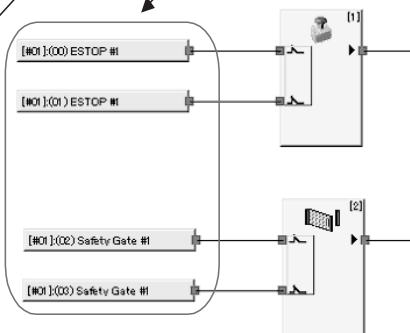 [1]
[#01]:(00) ESTOP #1
[#01]:(01) ESTOP #1
[2]
[#01]:(02) Safety Gate #1
[#01]:(03) Safety Gate #1